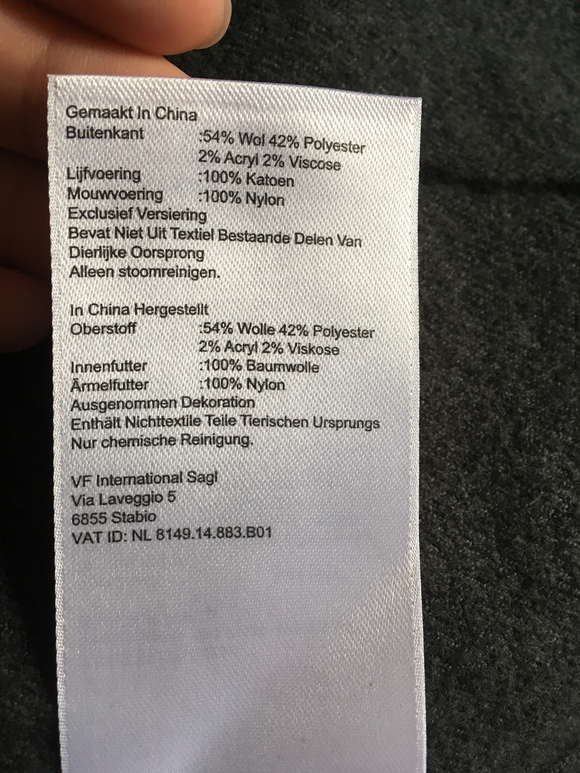 Gemaakt In China
Buitenkant :54% Wol 42% Polyester
2% Acryl 2% Viscose
Lijfvoering :100% Katoen
Mouwvoering :100% Nylon
Exclusief Versiering
Bevat Niet Uit Textiel Bestaande Delen Van
Dierlijke Oorsprong
Alleen stoomreinigen.
In China Hergestellt
Oberstoff :54% Wolle 42% Polyester
2% Acryl 2% Viskose
Innenfutter :100% Baumwolle
Ärmelfutter :100% Nylon
Ausgenommen Dekoration
Enthält Nichttextile Teile Tierischen Ursprungs
Nur chemische Reinigung.
VF International Sagl
Via Laveggio 5
6855 Stabio
VAT ID: NL 8149.14.883.B01